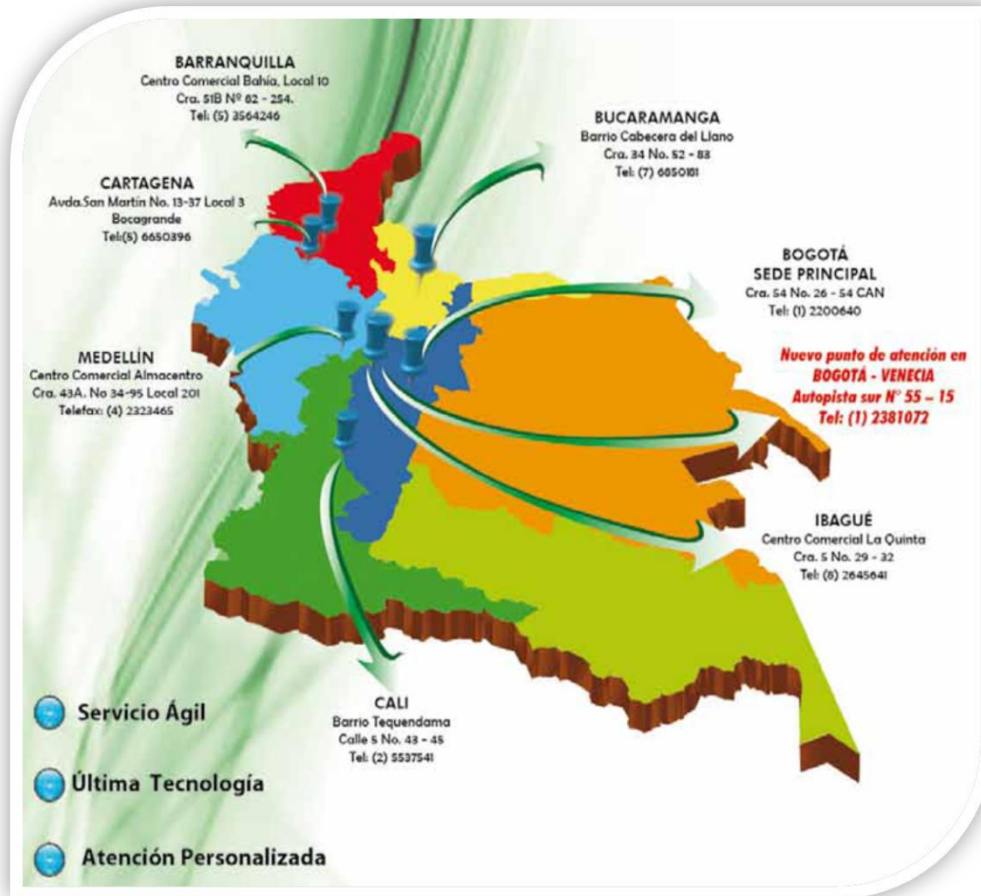 BARRANQUILLA
Centro Comercial Bahía, Local 10
Cra. 51B Nº 82 - 254.
Tel: (5) 3564246
BUCARAMANGA
Barrio Cabecera del Llano
Cra. 34 No. 52 - 83
Tel: (7) 6850181
CARTAGENA
Avda.San Martín No. 13-37 Local 3
Bocagrande
Tel:(5) 6650396
BOGOTÁ
SEDE PRINCIPAL
Cra. 54 No. 26 - 54 CAN
Tel: (1) 2200640
MEDELLÍN
Centro Comercial Almacentro
Cra. 43A. No 34-95 Local 201
Telefax: (4) 2323465
Nuevo punto de atención en
BOGOTÁ - VENECIA
Autopista sur N° 55 – 15
Tel: (1) 2381072
IBAGUÉ
Centro Comercial La Quinta
Cra. 5 No. 29 - 32
Tel: (8) 2645641
CALI
Barrio Tequendama
Calle 5 No. 43 - 45
Tel: (2) 5537541
Servicio Ágil
Última Tecnología
Atención Personalizada